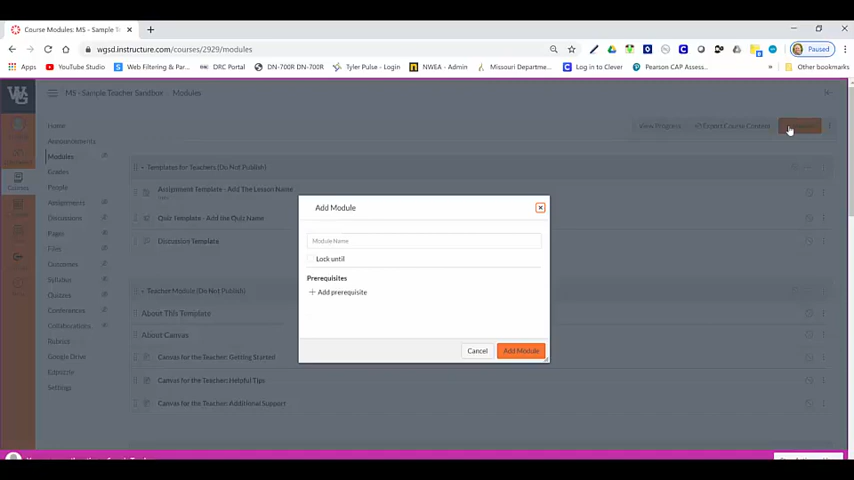 Course Modules: MS - Sample T
wgsd.instructure.com/courses/2929/modules
Paused
Apps YouTube Studio Web Filtering & Par... DRC Portal DN-700R DN-700R Tyler Pulse - Login NWEA - Admin Missouri Departme... Log in to Clever Pearson CAP Assess... » Other bookmarks
MS - Sample Teacher Sandbox Modules
Home
Announcements
Modules
Grades
People
Assignments
Discussions
Pages
Files
Outcomes
Syllabus
Quizzes
Conferences
Collaborations
Rubrics
Google Drive
Edpuzzle
Settings
Courses
View Progress Export Course Content
Templates for Teachers (Do Not Publish)
Assignment Template - Add The Lesson Name
Quiz Template - Add the Quiz Name
Discussion Template
Teacher Module (Do Not Publish)
About This Template
About Canvas
Canvas for the Teacher: Getting Started
Canvas for the Teacher: Helpful Tips
Canvas for the Teacher: Additional Support
Add Module
Module Name
Lock until
Prerequisites
+ Add prerequisite
Cancel Add Module